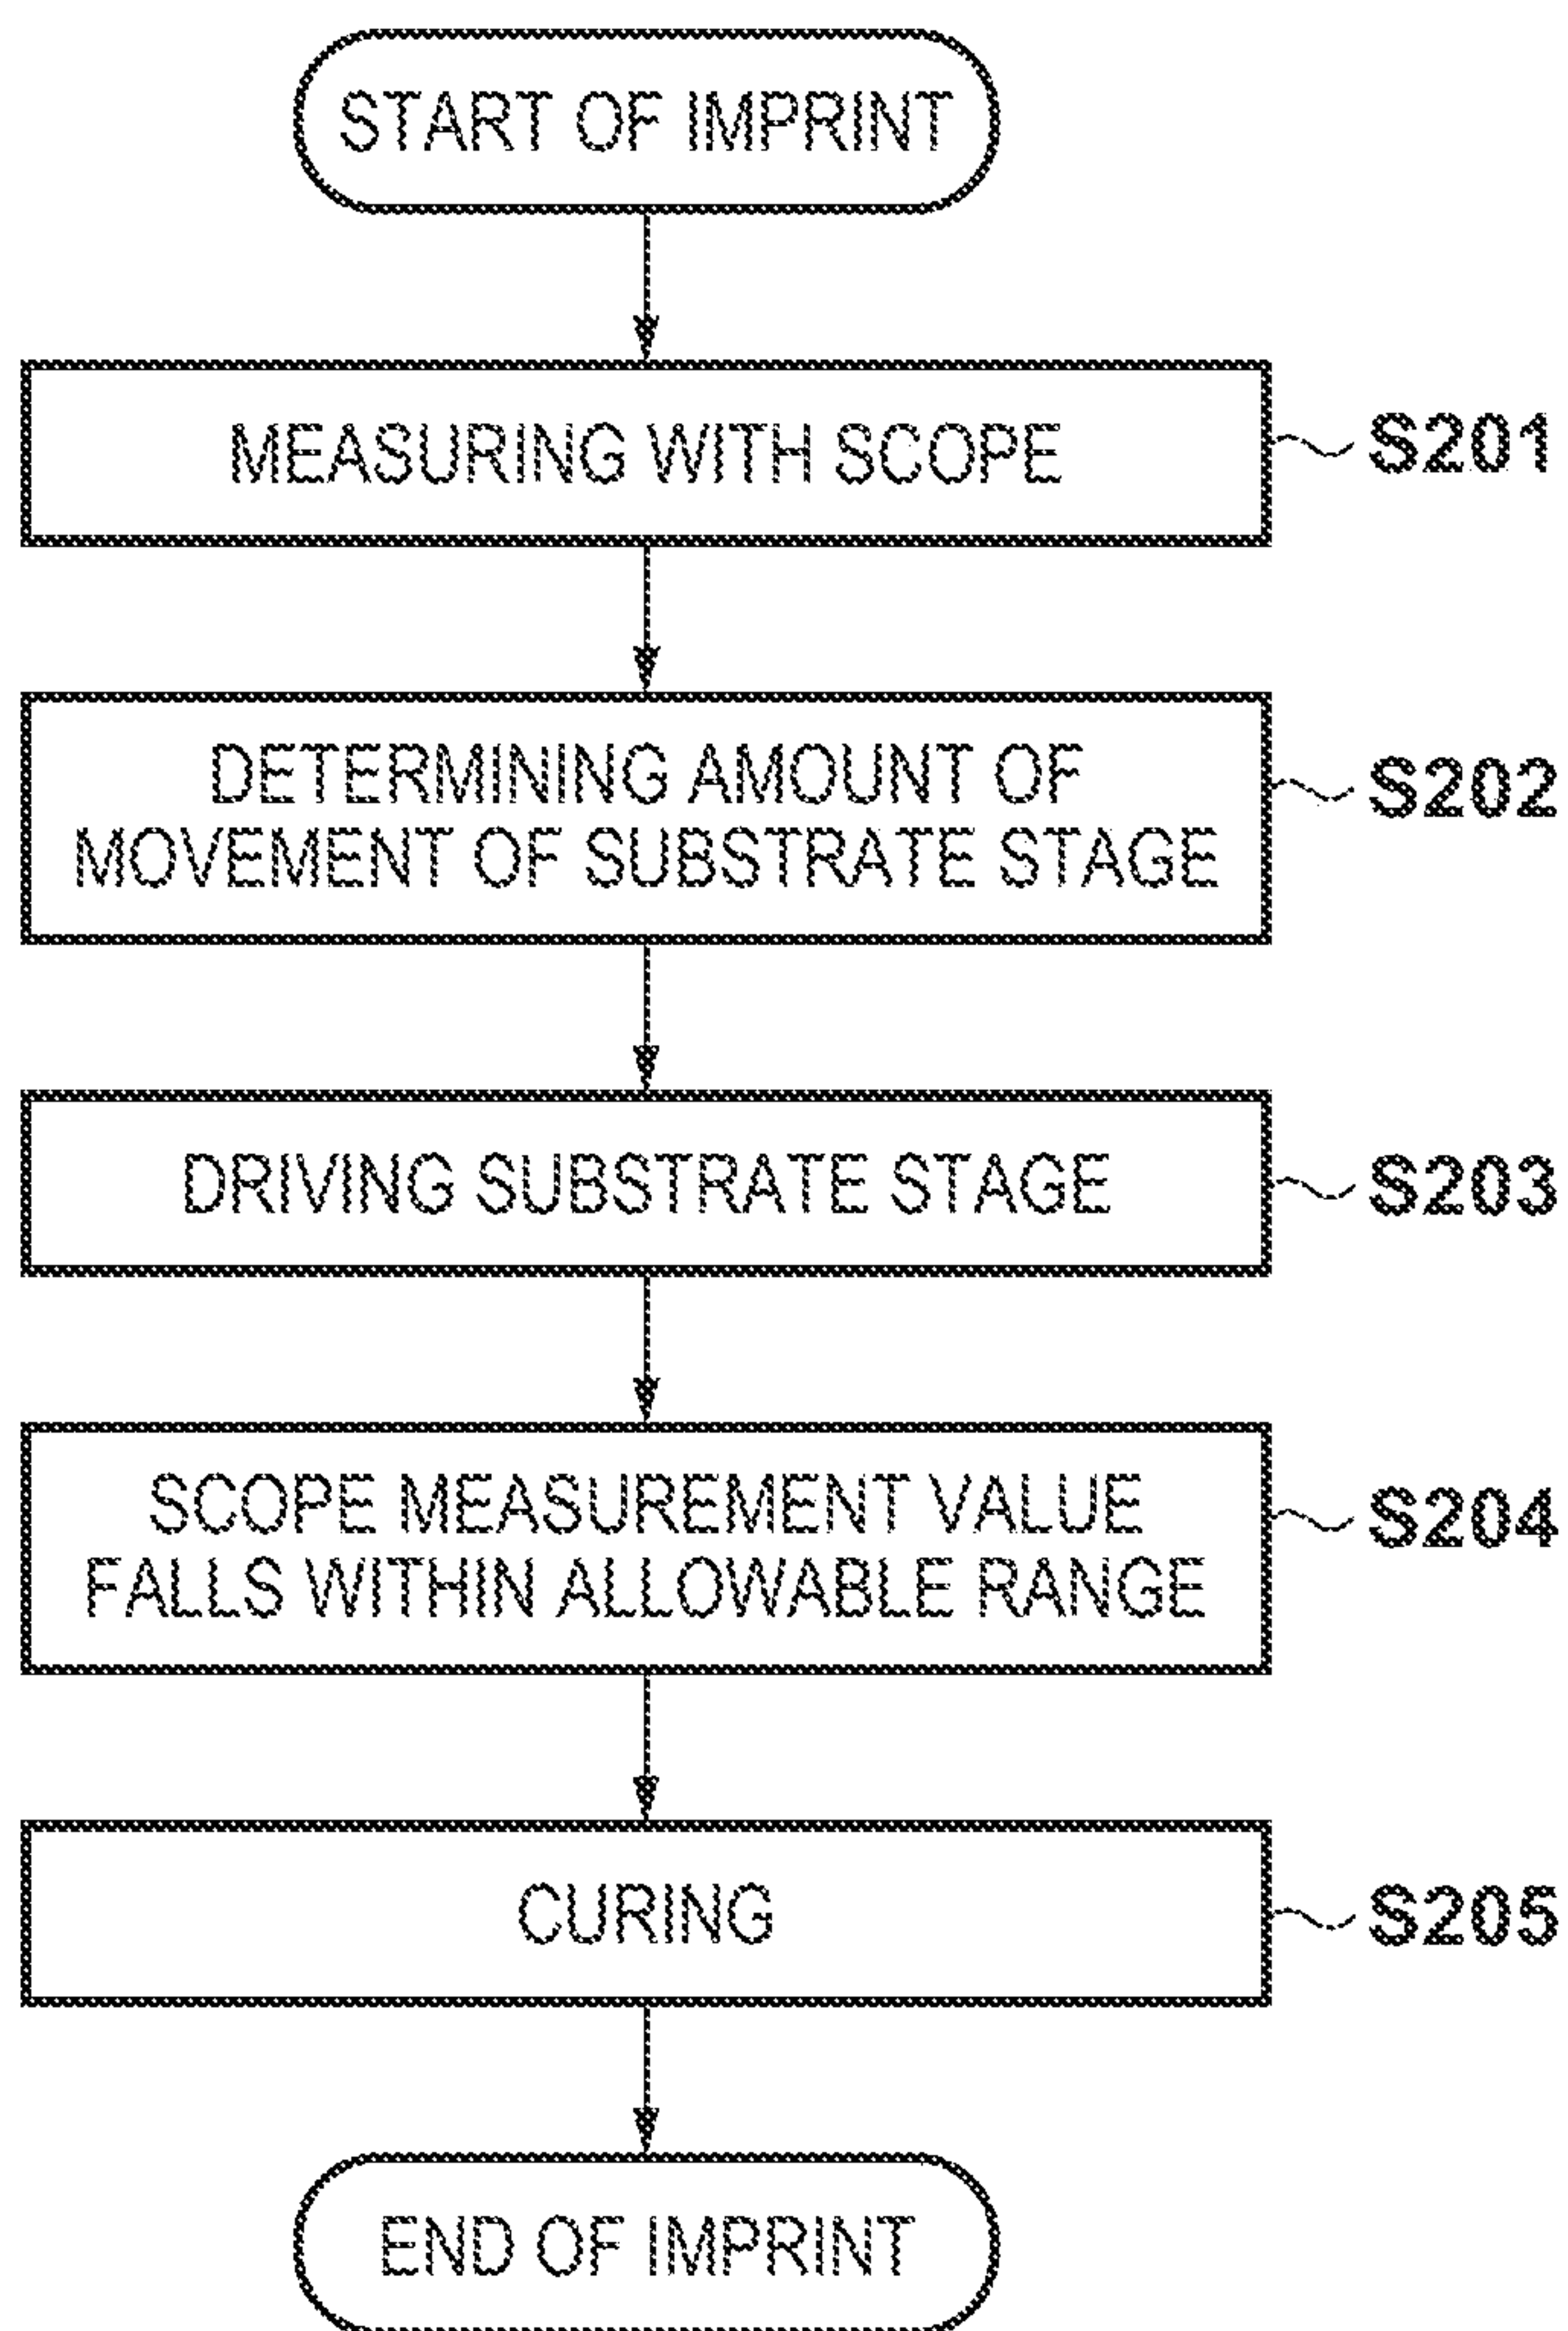 START OF IMPRINT
MEASURING WITH SCOPE
S201
DETERMINING AMOUNT OF
MOVEMENT OF SUBSTRATE STAGE
S202
DRIVING SUBSTRATE STAGE
S203
SCOPE MEASUREMENT VALUE
FALLS WITHIN ALLOWABLE RANGE
S204
CURING
S205
END OF IMPRINT